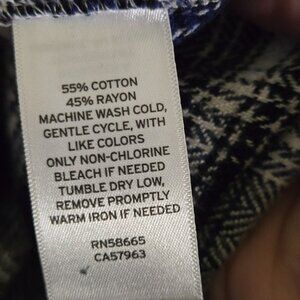 55% COTTON
45% RAYON
MACHINE WASH COLD,
GENTLE CYCLE, WITH
LIKE COLORS
ONLY NON-CHLORINE
BLEACH IF NEEDED
TUMBLE DRY LOW,
REMOVE PROMPTLY
WARM IRON IF NEEDED
RN58665
CA57963